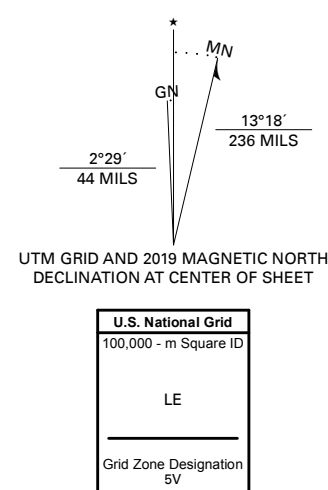 ★
MN
GN
13°18´
236 MILS
2°29´
44 MILS
UTM GRID AND 2019 MAGNETIC NORTH
DECLINATION AT CENTER OF SHEET
U.S. National Grid
100,000 - m Square ID
LE
Grid Zone Designation
5V